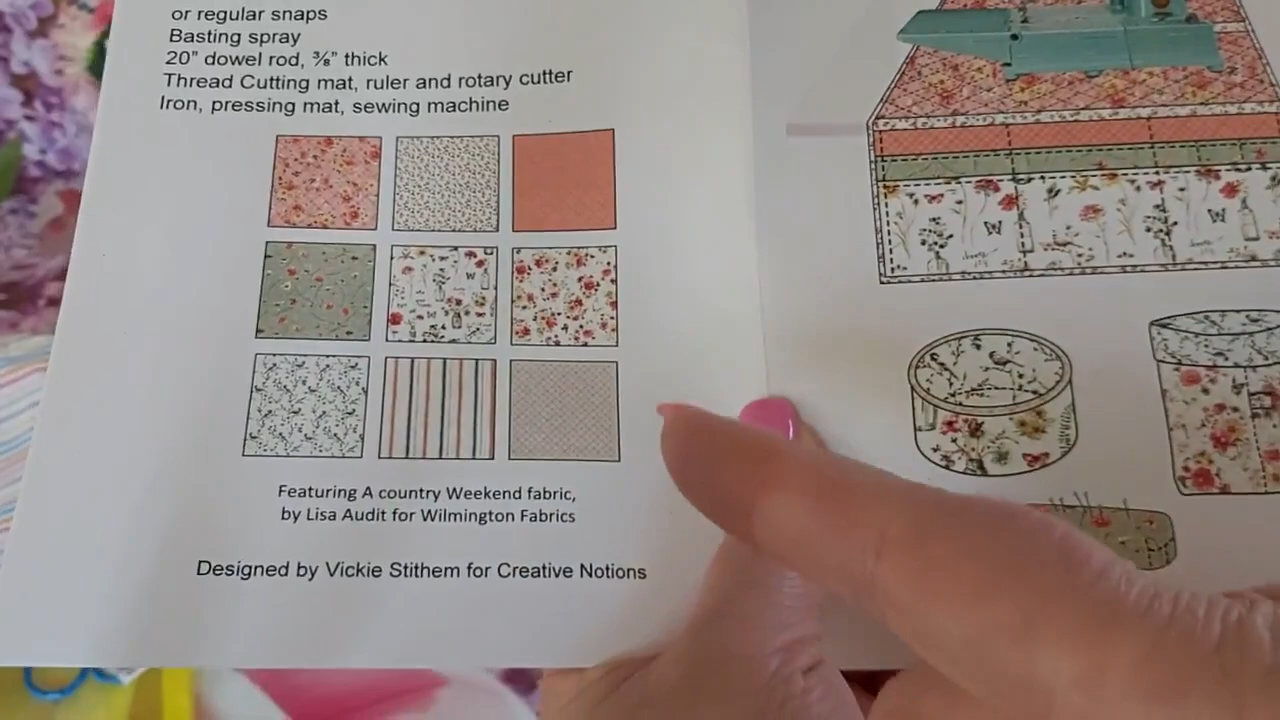 or regular snaps
Basting spray
20” dowel rod, ⅜” thick
Thread Cutting mat, ruler and rotary cutter
Iron, pressing mat, sewing machine
Featuring A country Weekend fabric,
by Lisa Audit for Wilmington Fabrics
Designed by Vickie Stithem for Creative Notions